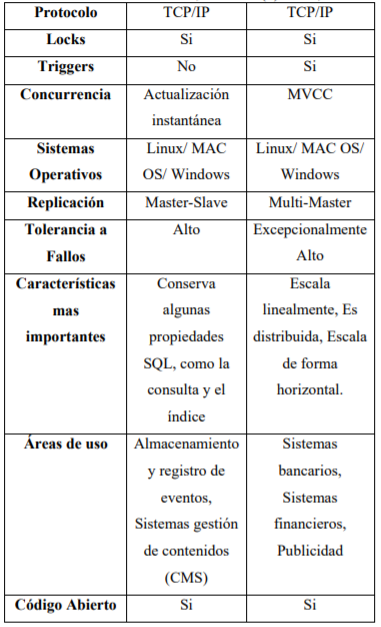 Protocolo TCP/IP TCP/IP
Locks Si Si
Triggers No Si
Concurrencia Actualización instantánea MVCC
Sistemas Operativos Linux/ MAC OS/ Windows Linux/ MAC OS/ Windows
Replicación Master-Slave Multi-Master
Tolerancia a Fallos Alto Excepcionalmente Alto
Características mas importantes Conserva algunas propiedades SQL, como la consulta y el índice Escala linealmente, Es distribuida, Escala de forma horizontal.
Áreas de uso Almacenamiento y registro de eventos, Sistemas gestión de contenidos (CMS) Sistemas bancarios, Sistemas financieros, Publicidad
Código Abierto Si Si